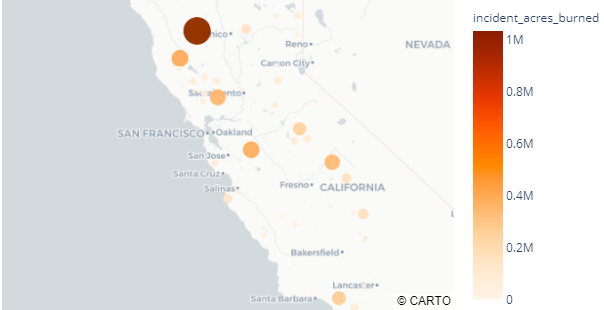 incident_acres_burned
Chico
Reno
NEVADA
Carson City
Sacramento
SAN FRANCISCO
Oakland
San Jose
Santa Cruz
Salinas
Fresno
CALIFORNIA
Bakersfield
Lancaster
Santa Barbara
© CARTO
1M
0.8M
0.6M
0.4M
0.2M
0